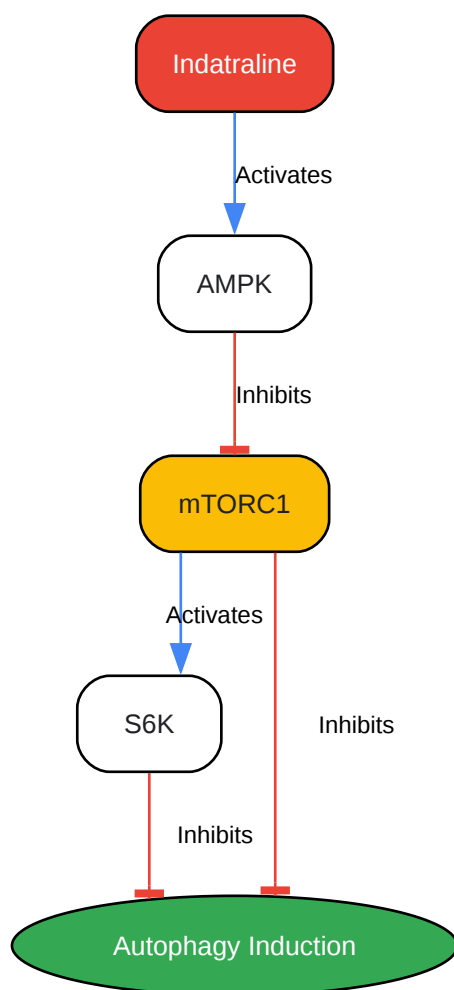 Indatraline
Activates
AMPK
Inhibits
mTORC1
Activates
S6K
Inhibits
Inhibits
Autophagy Induction